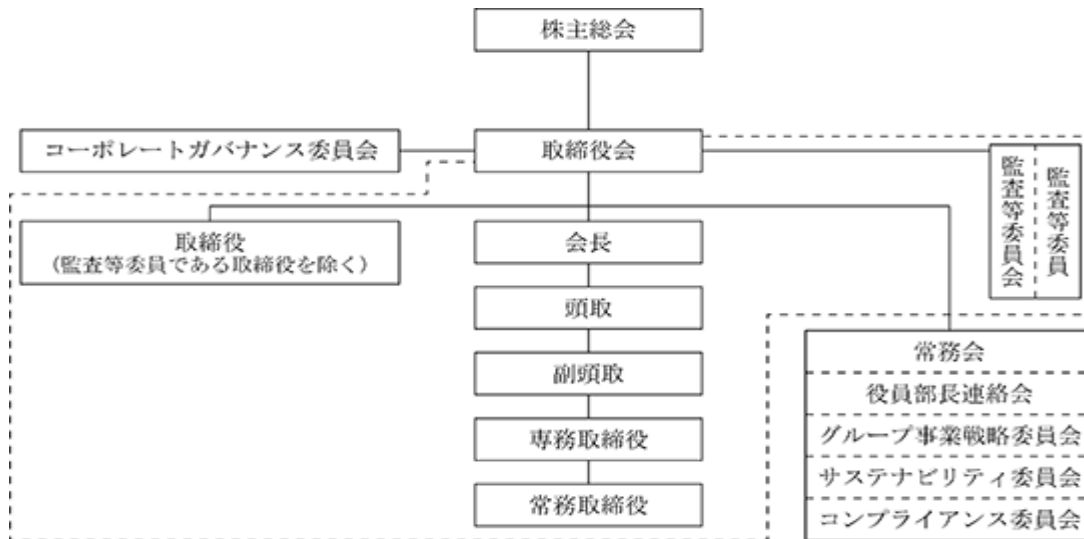 株主総会
コーポレートガバナンス委員会
取締役会
監査等委員会
監査等委員
取締役
(監査等委員である取締役を除く)
会長
頭取
副頭取
専務取締役
常務取締役
常務会
役員部長連絡会
グループ事業戦略委員会
サステナビリティ委員会
コンプライアンス委員会